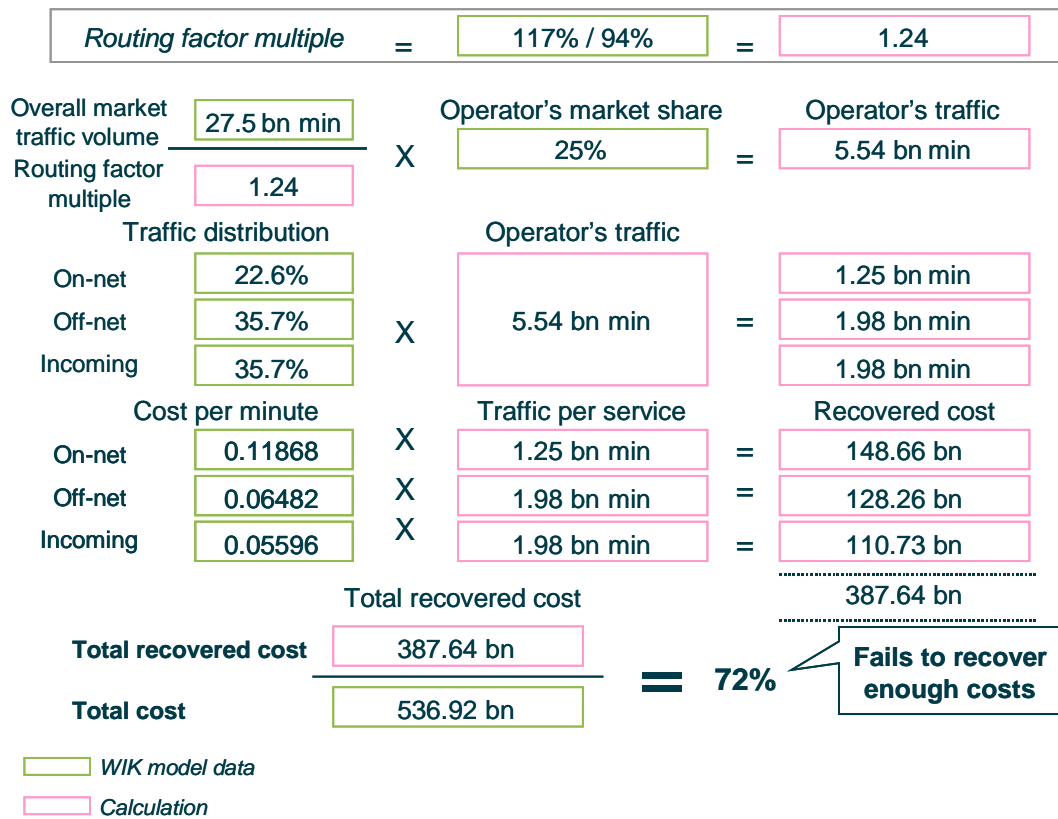 Routing factor multiple = 117% / 94% = 1.24
Overall market traffic volume
27.5 bn min
Routing factor multiple
1.24
X
Operator's market share
25%
=
Operator's traffic
5.54 bn min
Traffic distribution
Operator's traffic
On-net 22.6% 1.25 bn min
Off-net 35.7% X 5.54 bn min = 1.98 bn min
Incoming 35.7% 1.98 bn min
Cost per minute Traffic per service Recovered cost
On-net 0.11868 X 1.25 bn min = 148.66 bn
Off-net 0.06482 X 1.98 bn min = 128.26 bn
Incoming 0.05596 X 1.98 bn min = 110.73 bn
387.64 bn
Total recovered cost
Total recovered cost 387.64 bn
Total cost 536.92 bn
= 72%
Fails to recover
enough costs
WIK model data
Calculation